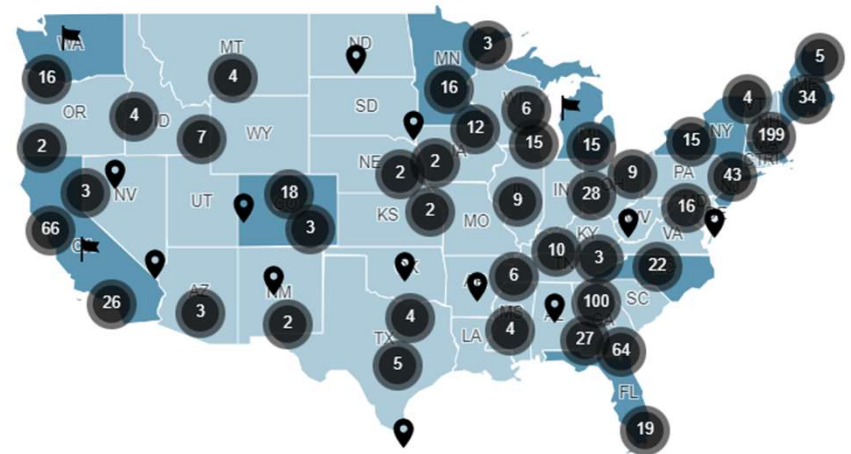 3
5
WA
ND
MT
MN
16
4
16
6
4
34
OR
4
SD
12
199
7
WY
15
15
15
NY
2
NE
2
2
9
PA
43
3
NV
UT
18
KS
2
9
IN
28
16
MO
VA
66
3
KY
10
3
22
26
AZ
3
NM
2
6
100
SC
4
TX
5
LA
MS
4
27
64
FL
19